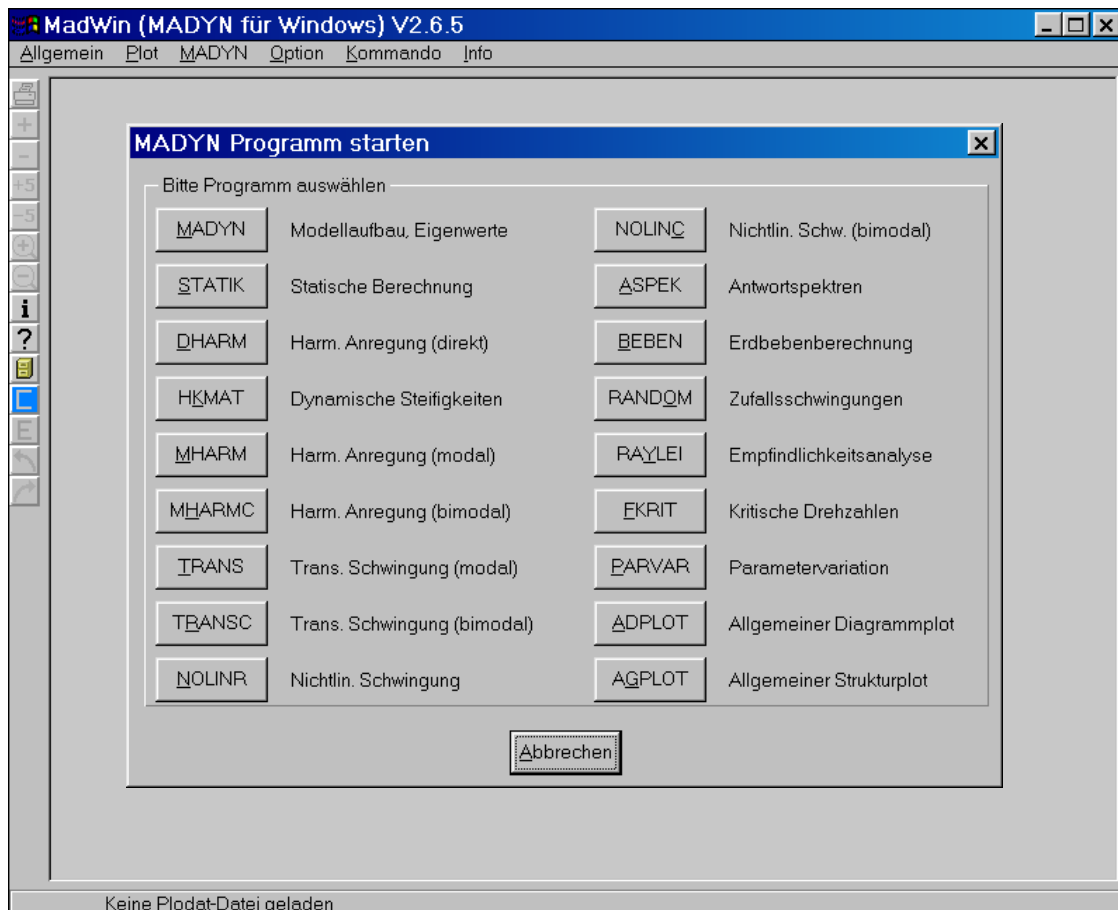 MadWin (MADYN für Windows) V2.6.5
Allgemein Plot MADYN Option Kommando Info
+
-
+5
-5
i
?
C
E
MADYN Programm starten
Bitte Programm auswählen
MADYN Modellaufbau, Eigenwerte
STATIK Statische Berechnung
DHARM Harm. Anregung (direkt)
HKMAT Dynamische Steifigkeiten
MHARM Harm. Anregung (modal)
MHARMC Harm. Anregung (bimodal)
TRANS Trans. Schwingung (modal)
TRANSC Trans. Schwingung (bimodal)
NOLINR Nichtlin. Schwingung
NOLINC Nichtlin. Schw. (bimodal)
ASPEK Antwortspektren
BEBEN Erdbebenberechnung
RANDOM Zufallsschwingungen
RAYLEI Empfindlichkeitsanalyse
FKRIT Kritische Drehzahlen
PARVAR Parametervariation
ADPLOT Allgemeiner Diagrammplot
AGPLOT Allgemeiner Strukturplot
Abbrechen
Keine Plodat-Datei geladen